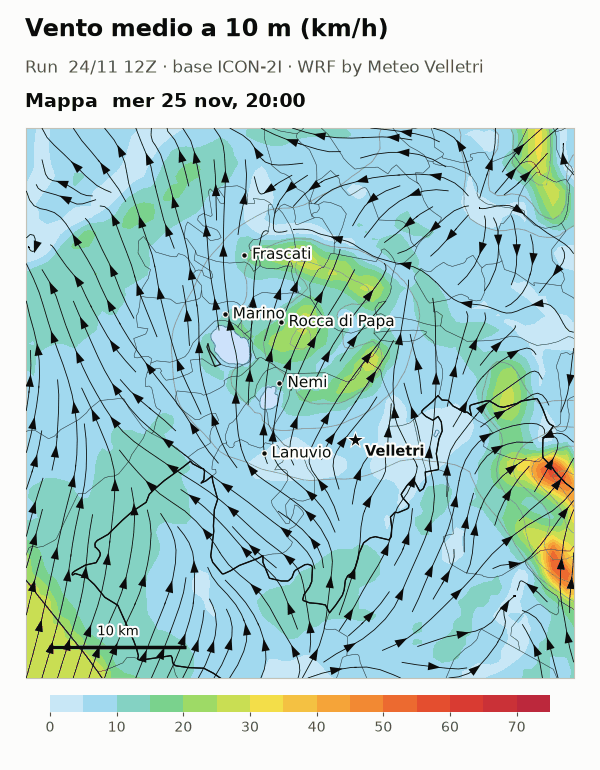 Vento medio a 10 m (km/h)
Run 24/11 12Z · base ICON-2I · WRF by Meteo Velletri
Mappa mer 25 nov, 20:00
Frascati
Marino
Rocca di Papa
Nemi
Velletri
Lanuvio
10 km
0 10 20 30 40 50 60 70